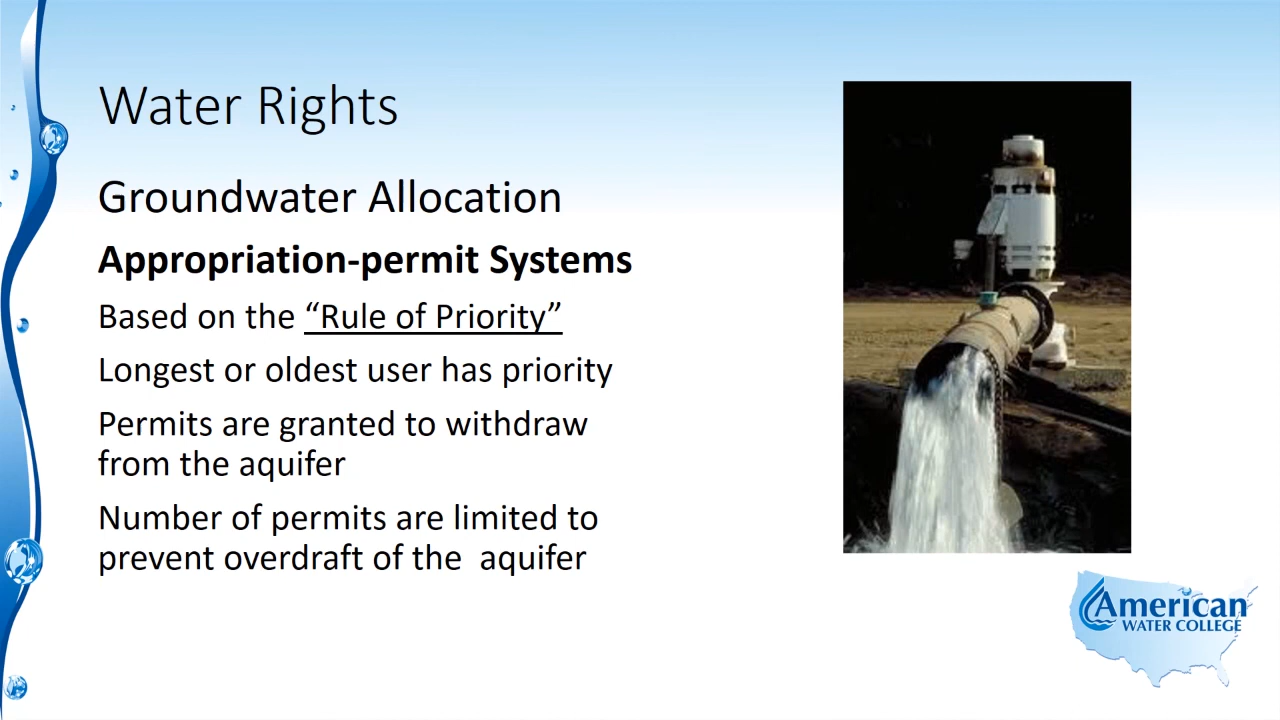 Water Rights
Groundwater Allocation
Appropriation-permit Systems
Based on the “Rule of Priority”
Longest or oldest user has priority
Permits are granted to withdraw
from the aquifer
Number of permits are limited to
prevent overdraft of the  aquifer
American
WATER COLLEGE